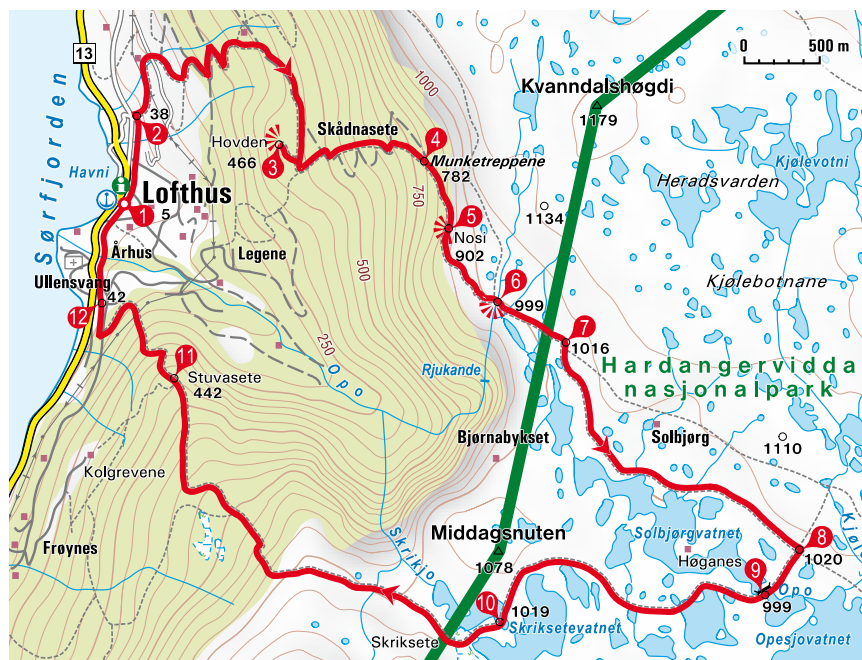 13
0 500 m
Kvanndalshøgdi
1179
1000
38
2
Skådnasete
Hovden
466
3
4
Munketreppene
782
Kjølevotni
Heradsvarden
Havni
Lofthus
1
5
750
1134
5
Nosi
902
Sørfjorden
Århus
Legene
Kjølebotnane
500
Ullensvang
42
12
6
999
7
1016
250
Opo
Rjukande
Hardangervidda
nasjonalpark
11
Stuvasete
442
Bjørnabykset
Solbjørg
1110
Kolgrevene
Frøynes
Skrikjo
Middagsnuten
1078
Solbjørgvatnet
Høganes
8
1020
Kjø
9
Opo
999
10
1019
Skriksetevatnet
Skriksete
Opesjovatnet